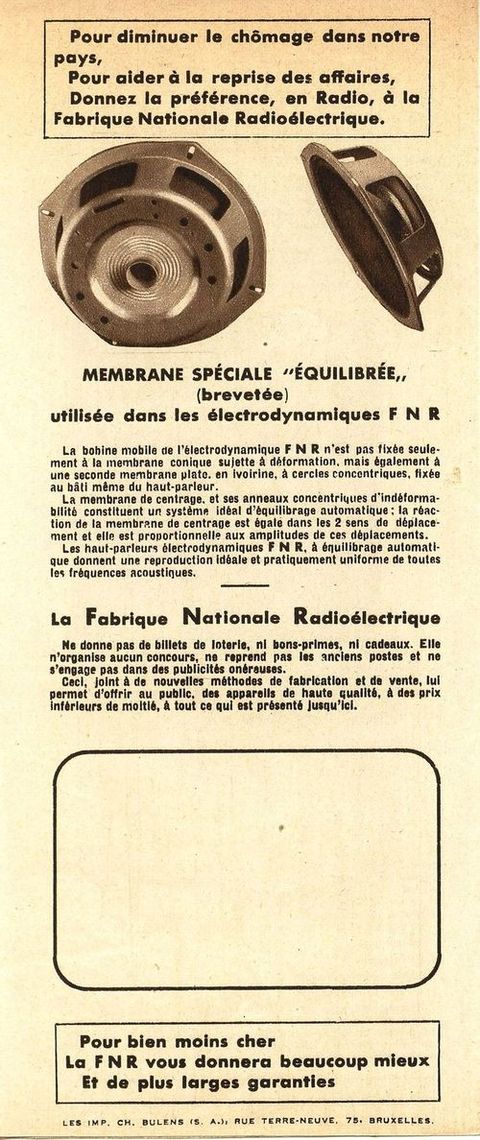 Pour diminuer le chômage dans notre
pays,
Pour aider à la reprise des affaires,
Donnez la préférence, en Radio, à la
Fabrique Nationale Radioélectrique.
MEMBRANE SPÉCIALE "ÉQUILIBRÉE,,
(brevetée)
utilisée dans les électrodynamiques F N R
La bobine mobile de l'électrodynamique F N R n'est pas fixée seule-
ment à la membrane conique sujette à déformation, mais également à
une seconde membrane plate, en ivoirine, à cercles concentriques, fixée
au bâti même du haut-parleur.
La membrane de centrage, et ses anneaux concentriques d'indéforma-
bilité constituent un système idéal d'équilibrage automatique ; la réac-
tion de la membrane de centrage est égale dans les 2 sens de déplace-
ment et elle est proportionnelle aux amplitudes de ces déplacements.
Les haut-parleurs électrodynamiques F N R, à équilibrage automati-
que donnent une reproduction idéale et pratiquement uniforme de toutes
les fréquences acoustiques.
La Fabrique Nationale Radioélectrique
Ne donne pas de billets de loterie, ni bons-primes, ni cadeaux. Elle
n'organise aucun concours, ne reprend pas les anciens postes et ne
s'engage pas dans des publicités onéreuses.
Ceci, joint à de nouvelles méthodes de fabrication et de vente, lui
permet d'offrir au public, des appareils de haute qualité, à des prix
inférieurs de moitié, à tout ce qui est présenté jusqu'ici.
Pour bien moins cher
La F N R vous donnera beaucoup mieux
Et de plus larges garanties
LES IMP. CH. BULENS (S. A.), RUE TERRE-NEUVE, 75, BRUXELLES.